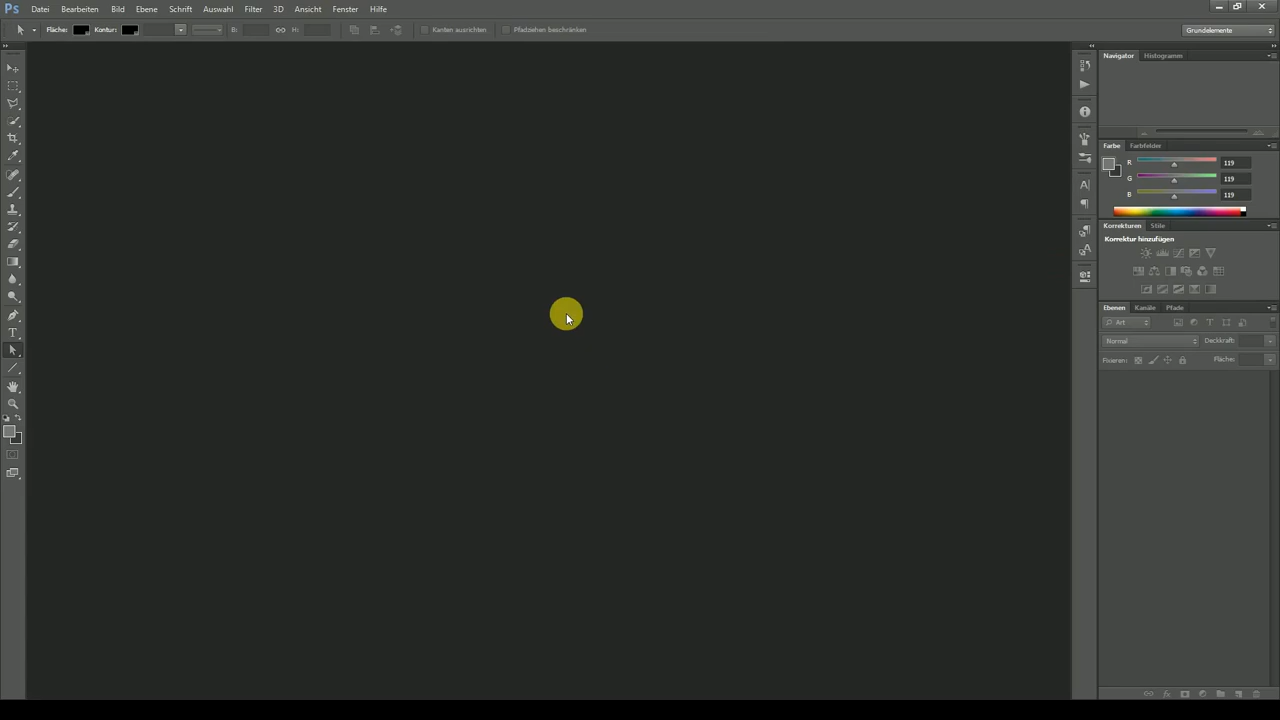 Ps Datei Bearbeiten Bild Ebene Schrift Auswahl Filter 3D Ansicht Fenster Hilfe
Fläche: Kontur: B: H: Kanten ausrichten Pfadziehen beschränken Grundelemente
Navigator Histogramm
Farbe Farbfelder
R 119
G 119
B 119
Korrekturen Stile
Korrektur hinzufügen
Ebenen Kanäle Pfade
Art
Normal Deckkraft:
Fixieren: Fläche: